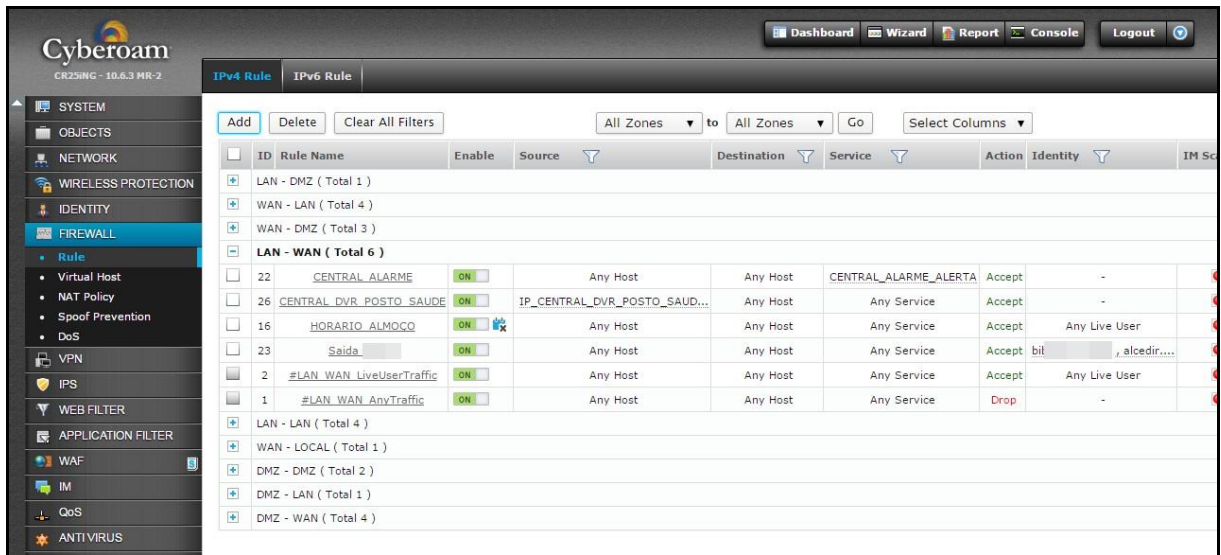 Cyberoam
CR25iNG - 10.6.3 MR-2
Dashboard Wizard Report Console Logout
IPv4 Rule IPv6 Rule
SYSTEM
OBJECTS
NETWORK
WIRELESS PROTECTION
IDENTITY
FIREWALL
Rule
Virtual Host
NAT Policy
Spoof Prevention
DoS
VPN
IPS
WEB FILTER
APPLICATION FILTER
WAF
IM
QoS
ANTI VIRUS
Add Delete Clear All Filters All Zones to All Zones Go Select Columns
ID Rule Name Enable Source Destination Service Action Identity IM Sc
LAN - DMZ ( Total 1 )
WAN - LAN ( Total 4 )
WAN - DMZ ( Total 3 )
LAN - WAN ( Total 6 )
22 CENTRAL_ALARME ON Any Host Any Host CENTRAL_ALARME_ALERTA Accept -
26 CENTRAL_DVR_POSTO_SAUDE ON IP_CENTRAL_DVR_POSTO_SAUD... Any Host Any Service Accept -
16 HORARIO_ALMOÇO ON Any Host Any Host Any Service Accept Any Live User
23 Saida_ ON Any Host Any Host Any Service Accept bil , alcedir....
2 #LAN_WAN_LiveUserTraffic ON Any Host Any Host Any Service Accept Any Live User
1 #LAN_WAN_AnyTraffic ON Any Host Any Host Any Service Drop -
LAN - LAN ( Total 4 )
WAN - LOCAL ( Total 1 )
DMZ - DMZ ( Total 2 )
DMZ - LAN ( Total 1 )
DMZ - WAN ( Total 4 )